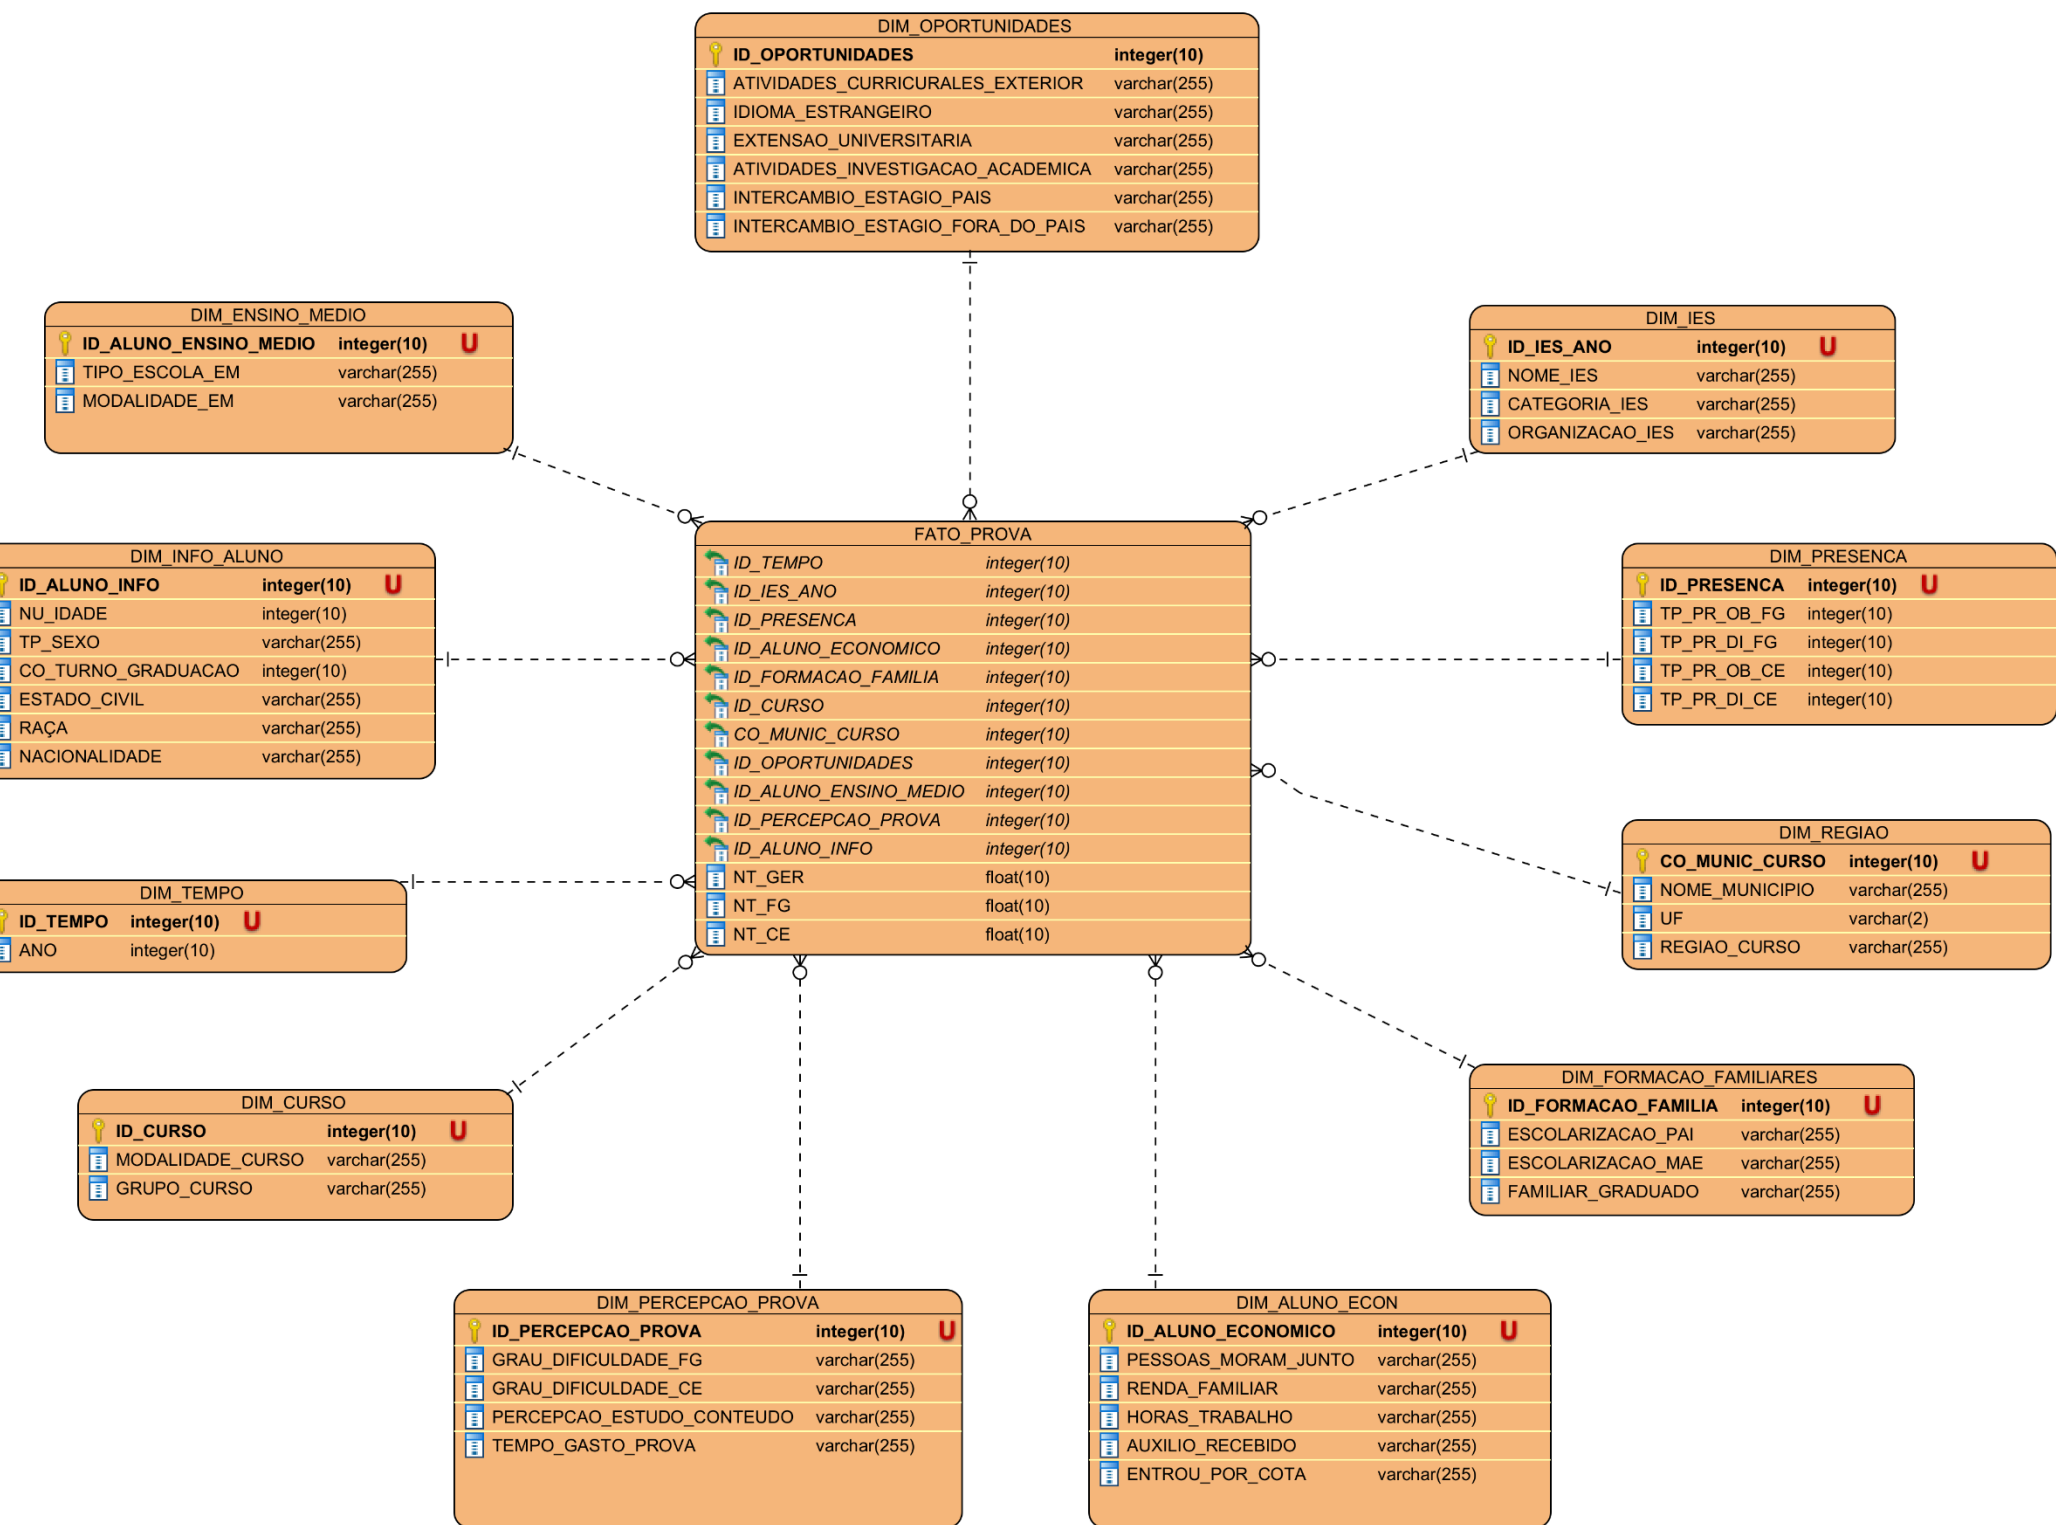 DIM_OPORTUNIDADES
ID_OPORTUNIDADES integer(10)
ATIVIDADES_CURRICURALES_EXTERIOR varchar(255)
IDIOMA_ESTRANGEIRO varchar(255)
EXTENSAO_UNIVERSITARIA varchar(255)
ATIVIDADES_INVESTIGACAO_ACADEMICA varchar(255)
INTERCAMBIO_ESTAGIO_PAIS varchar(255)
INTERCAMBIO_ESTAGIO_FORA_DO_PAIS varchar(255)
DIM_ENSINO_MEDIO
ID_ALUNO_ENSINO_MEDIO integer(10) U
TIPO_ESCOLA_EM varchar(255)
MODALIDADE_EM varchar(255)
DIM_IES
ID_IES_ANO integer(10) U
NOME_IES varchar(255)
CATEGORIA_IES varchar(255)
ORGANIZACAO_IES varchar(255)
DIM_INFO_ALUNO
ID_ALUNO_INFO integer(10) U
NU_IDADE integer(10)
TP_SEXO varchar(255)
CO_TURNO_GRADUACAO integer(10)
ESTADO_CIVIL varchar(255)
RAÇA varchar(255)
NACIONALIDADE varchar(255)
FATO_PROVA
ID_TEMPO integer(10)
ID_IES_ANO integer(10)
ID_PRESENCA integer(10)
ID_ALUNO_ECONOMICO integer(10)
ID_FORMACAO_FAMILIA integer(10)
ID_CURSO integer(10)
CO_MUNIC_CURSO integer(10)
ID_OPORTUNIDADES integer(10)
ID_ALUNO_ENSINO_MEDIO integer(10)
ID_PERCEPCAO_PROVA integer(10)
ID_ALUNO_INFO integer(10)
NT_GER float(10)
NT_FG float(10)
NT_CE float(10)
DIM_PRESENCA
ID_PRESENCA integer(10) U
TP_PR_OB_FG integer(10)
TP_PR_DI_FG integer(10)
TP_PR_OB_CE integer(10)
TP_PR_DI_CE integer(10)
DIM_REGIAO
CO_MUNIC_CURSO integer(10) U
NOME_MUNICIPIO varchar(255)
UF varchar(2)
REGIAO_CURSO varchar(255)
DIM_TEMPO
ID_TEMPO integer(10) U
ANO integer(10)
DIM_CURSO
ID_CURSO integer(10) U
MODALIDADE_CURSO varchar(255)
GRUPO_CURSO varchar(255)
DIM_FORMACAO_FAMILIARES
ID_FORMACAO_FAMILIA integer(10) U
ESCOLARIZACAO_PAI varchar(255)
ESCOLARIZACAO_MAE varchar(255)
FAMILIAR_GRADUADO varchar(255)
DIM_PERCEPCAO_PROVA
ID_PERCEPCAO_PROVA integer(10) U
GRAU_DIFICULDADE_FG varchar(255)
GRAU_DIFICULDADE_CE varchar(255)
PERCEPCAO_ESTUDO_CONTEUDO varchar(255)
TEMPO_GASTO_PROVA varchar(255)
DIM_ALUNO_ECON
ID_ALUNO_ECONOMICO integer(10) U
PESSOAS_MORAM_JUNTO varchar(255)
RENDA_FAMILIAR varchar(255)
HORAS_TRABALHO varchar(255)
AUXILIO_RECEBIDO varchar(255)
ENTROU_POR_COTA varchar(255)